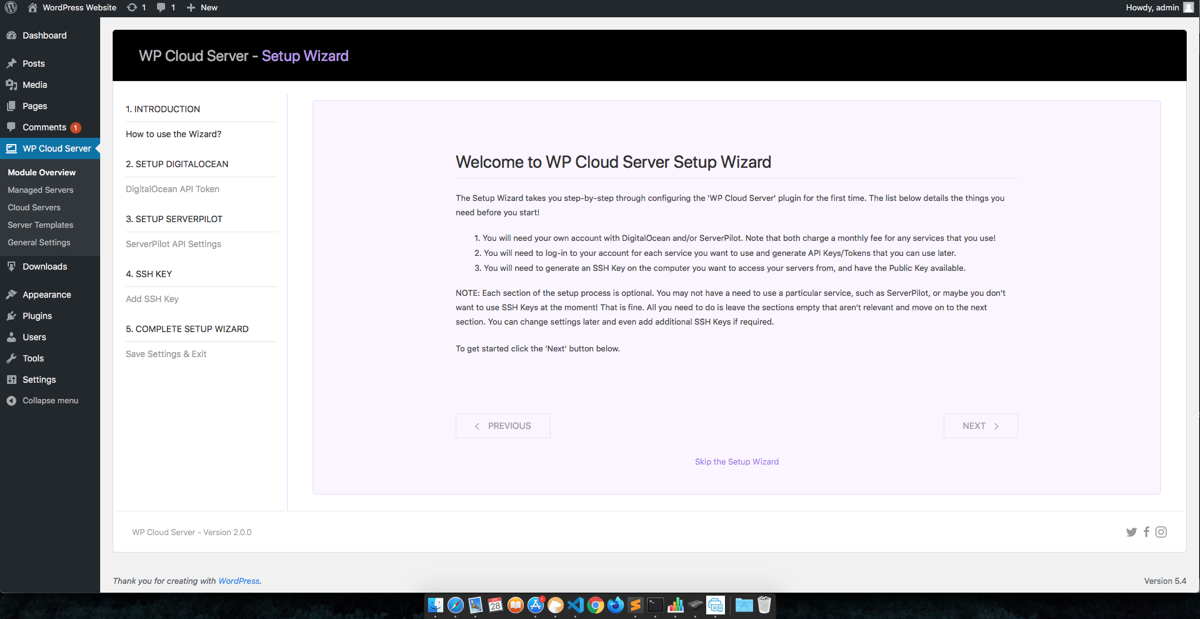 WordPress Website 1 1 + New Howdy, admin
Dashboard
Posts
Media
Pages
Comments 1
WP Cloud Server
Module Overview
Managed Servers
Cloud Servers
Server Templates
General Settings
Downloads
Appearance
Plugins
Users
Tools
Settings
Collapse menu
WP Cloud Server - Setup Wizard
1. INTRODUCTION
How to use the Wizard?
2. SETUP DIGITALOCEAN
DigitalOcean API Token
3. SETUP SERVERPILOT
ServerPilot API Settings
4. SSH KEY
Add SSH Key
5. COMPLETE SETUP WIZARD
Save Settings & Exit
Welcome to WP Cloud Server Setup Wizard
The Setup Wizard takes you step-by-step through configuring the 'WP Cloud Server' plugin for the first time. The list below details the things you
need before you start!
1. You will need your own account with DigitalOcean and/or ServerPilot. Note that both charge a monthly fee for any services that you use!
2. You will need to log-in to your account for each service you want to use and generate API Keys/Tokens that you can use later.
3. You will need to generate an SSH Key on the computer you want to access your servers from, and have the Public Key available.
NOTE: Each section of the setup process is optional. You may not have a need to use a particular service, such as ServerPilot, or maybe you don't
want to use SSH Keys at the moment! That is fine. All you need to do is leave the sections empty that aren't relevant and move on to the next
section. You can change settings later and even add additional SSH Keys if required.
To get started click the 'Next' button below.
PREVIOUS
NEXT
Skip the Setup Wizard
WP Cloud Server - Version 2.0.0
Thank you for creating with WordPress.
Version 5.4
28